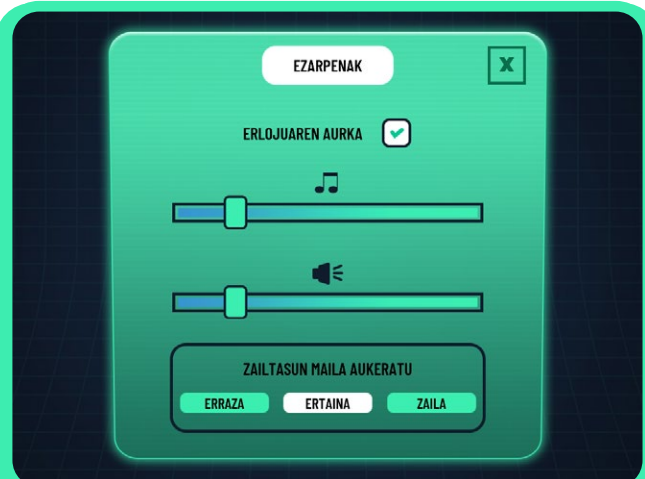 EZARPENAK
X
ERLOJUAREN AURKA
ZAILTASUN MAILA AUKERATU
ERRAZA ERTAINA ZAILA